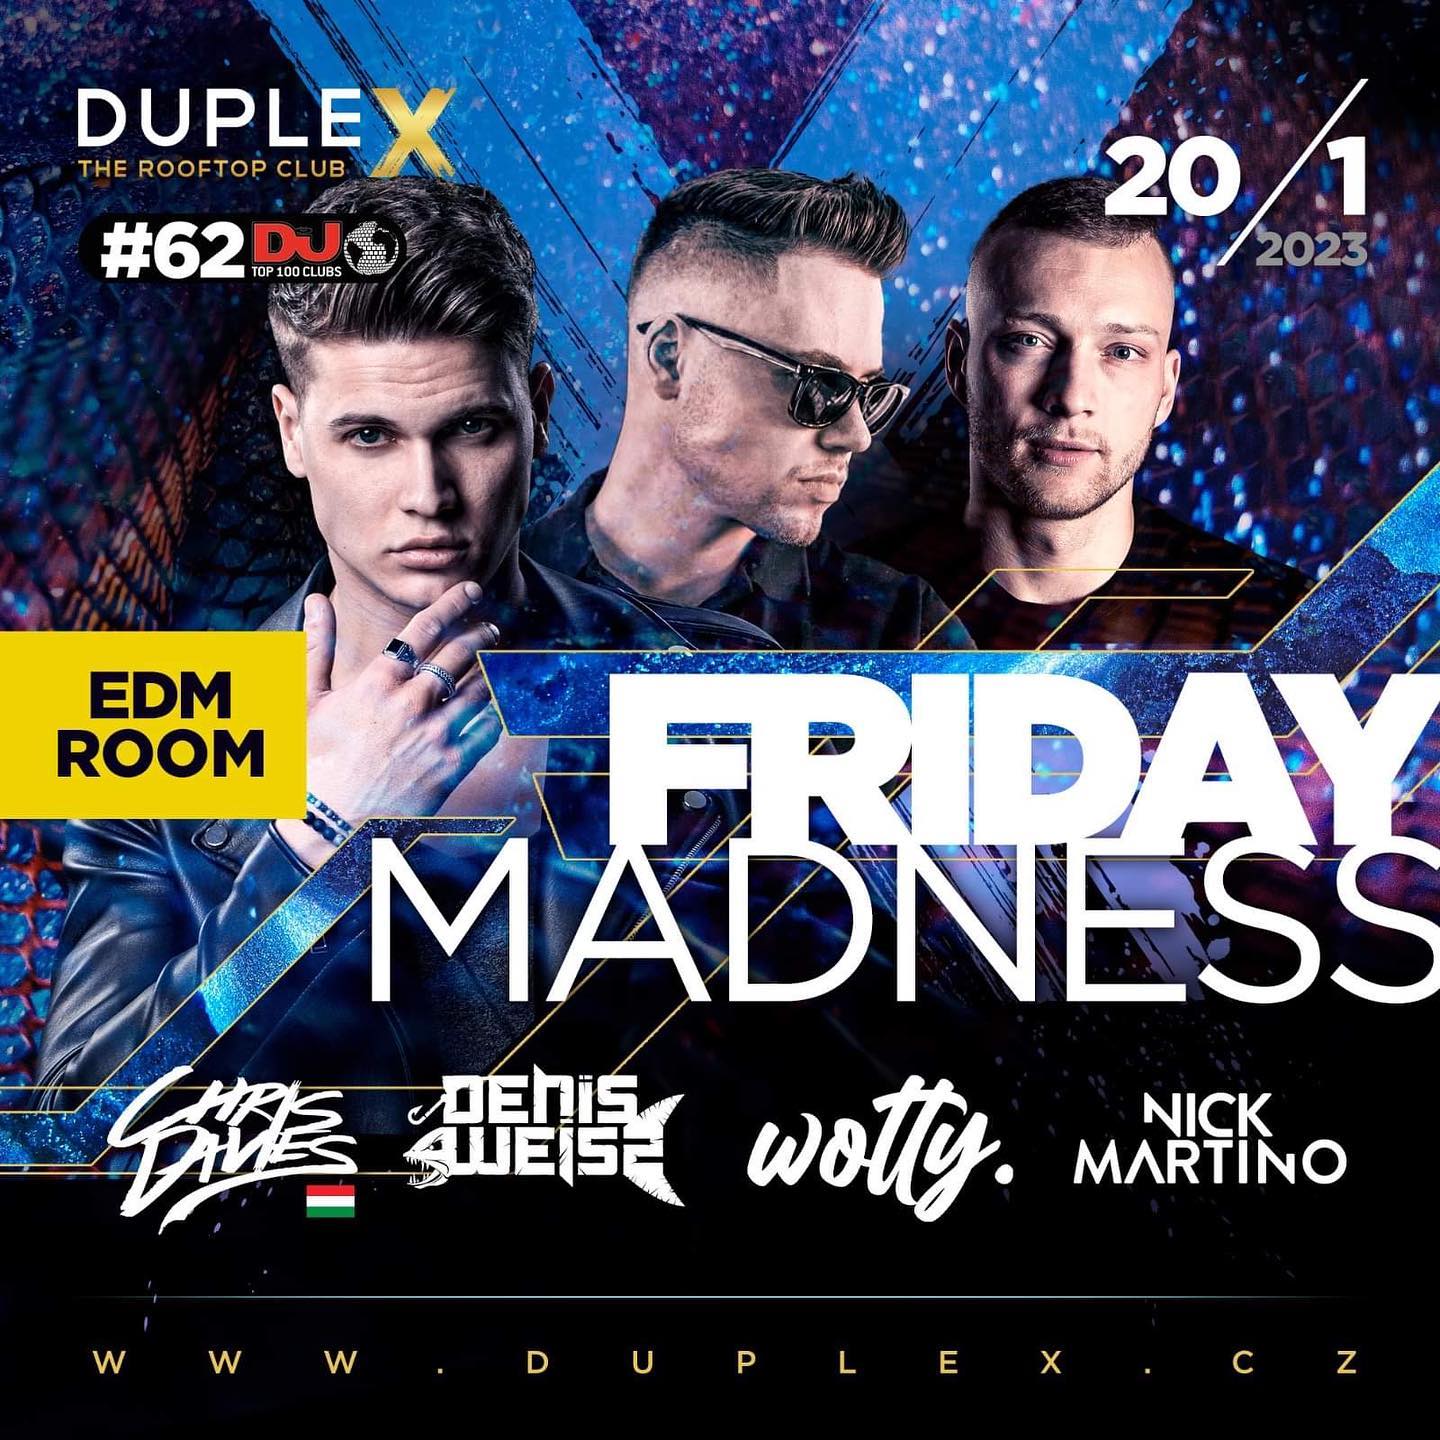 DUPLEX
THE ROOFTOP CLUB
#62 DJ
TOP 100 CLUBS
20/1
2023
EDM
ROOM
FRIDAY
MADNESS
CHRIS
DAVIES
DENIS
WEISZ
wotty.
NICK
MARTINO
WWW.DUPLEX.CZ